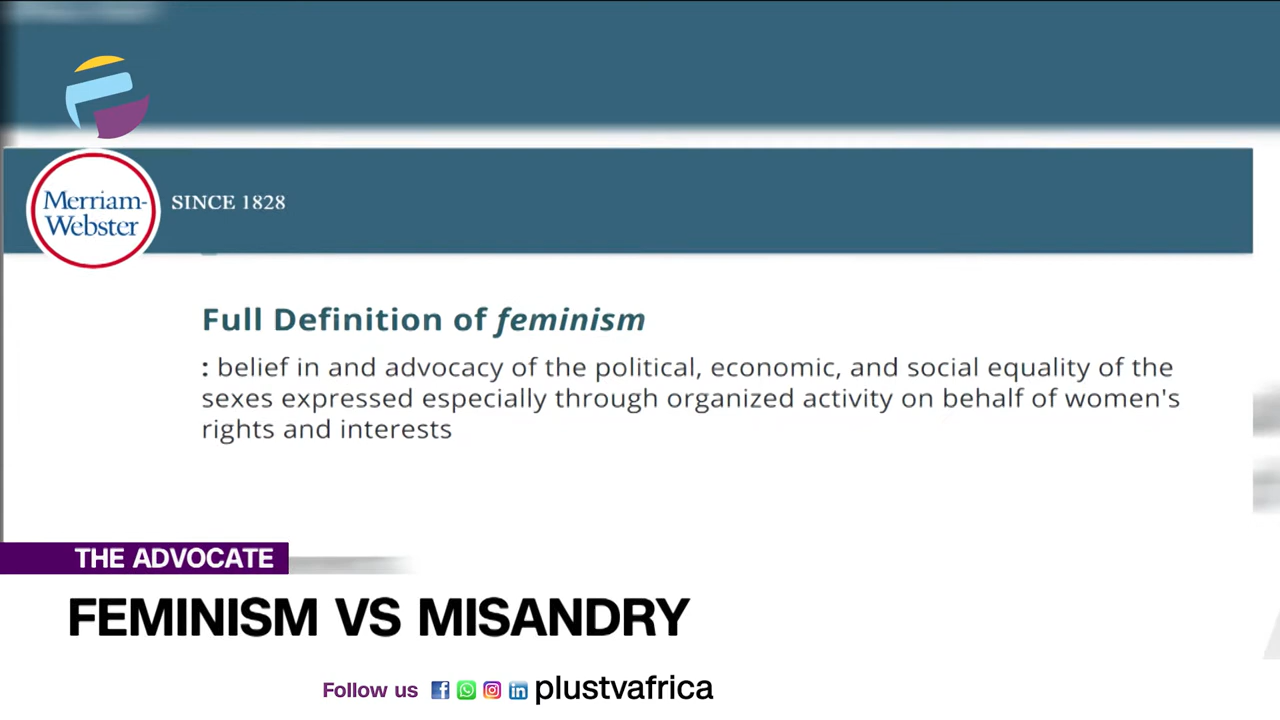 Merriam-
Webster
SINCE 1828
Full Definition of feminism
: belief in and advocacy of the political, economic, and social equality of the
sexes expressed especially through organized activity on behalf of women's
rights and interests
THE ADVOCATE
FEMINISM VS MISANDRY
Follow us plustvafrica